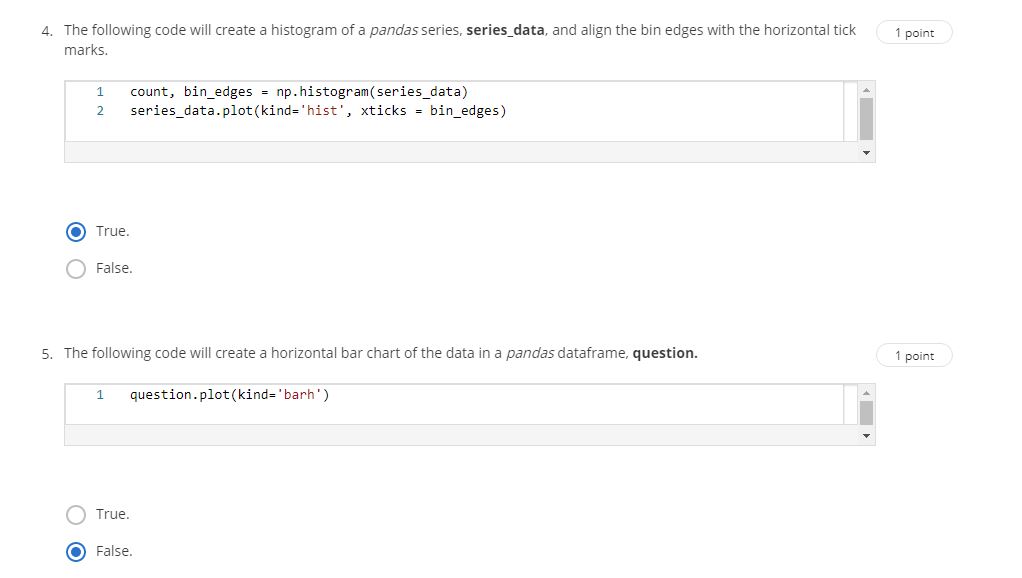 4. The following code will create a histogram of a pandas series, series_data, and align the bin edges with the horizontal tick
marks.
1 point
1 count, bin_edges = np.histogram(series_data)
2 series_data.plot(kind='hist', xticks = bin_edges)
True.
False.
5. The following code will create a horizontal bar chart of the data in a pandas dataframe, question.
1 point
1 question.plot(kind='barh')
True.
False.